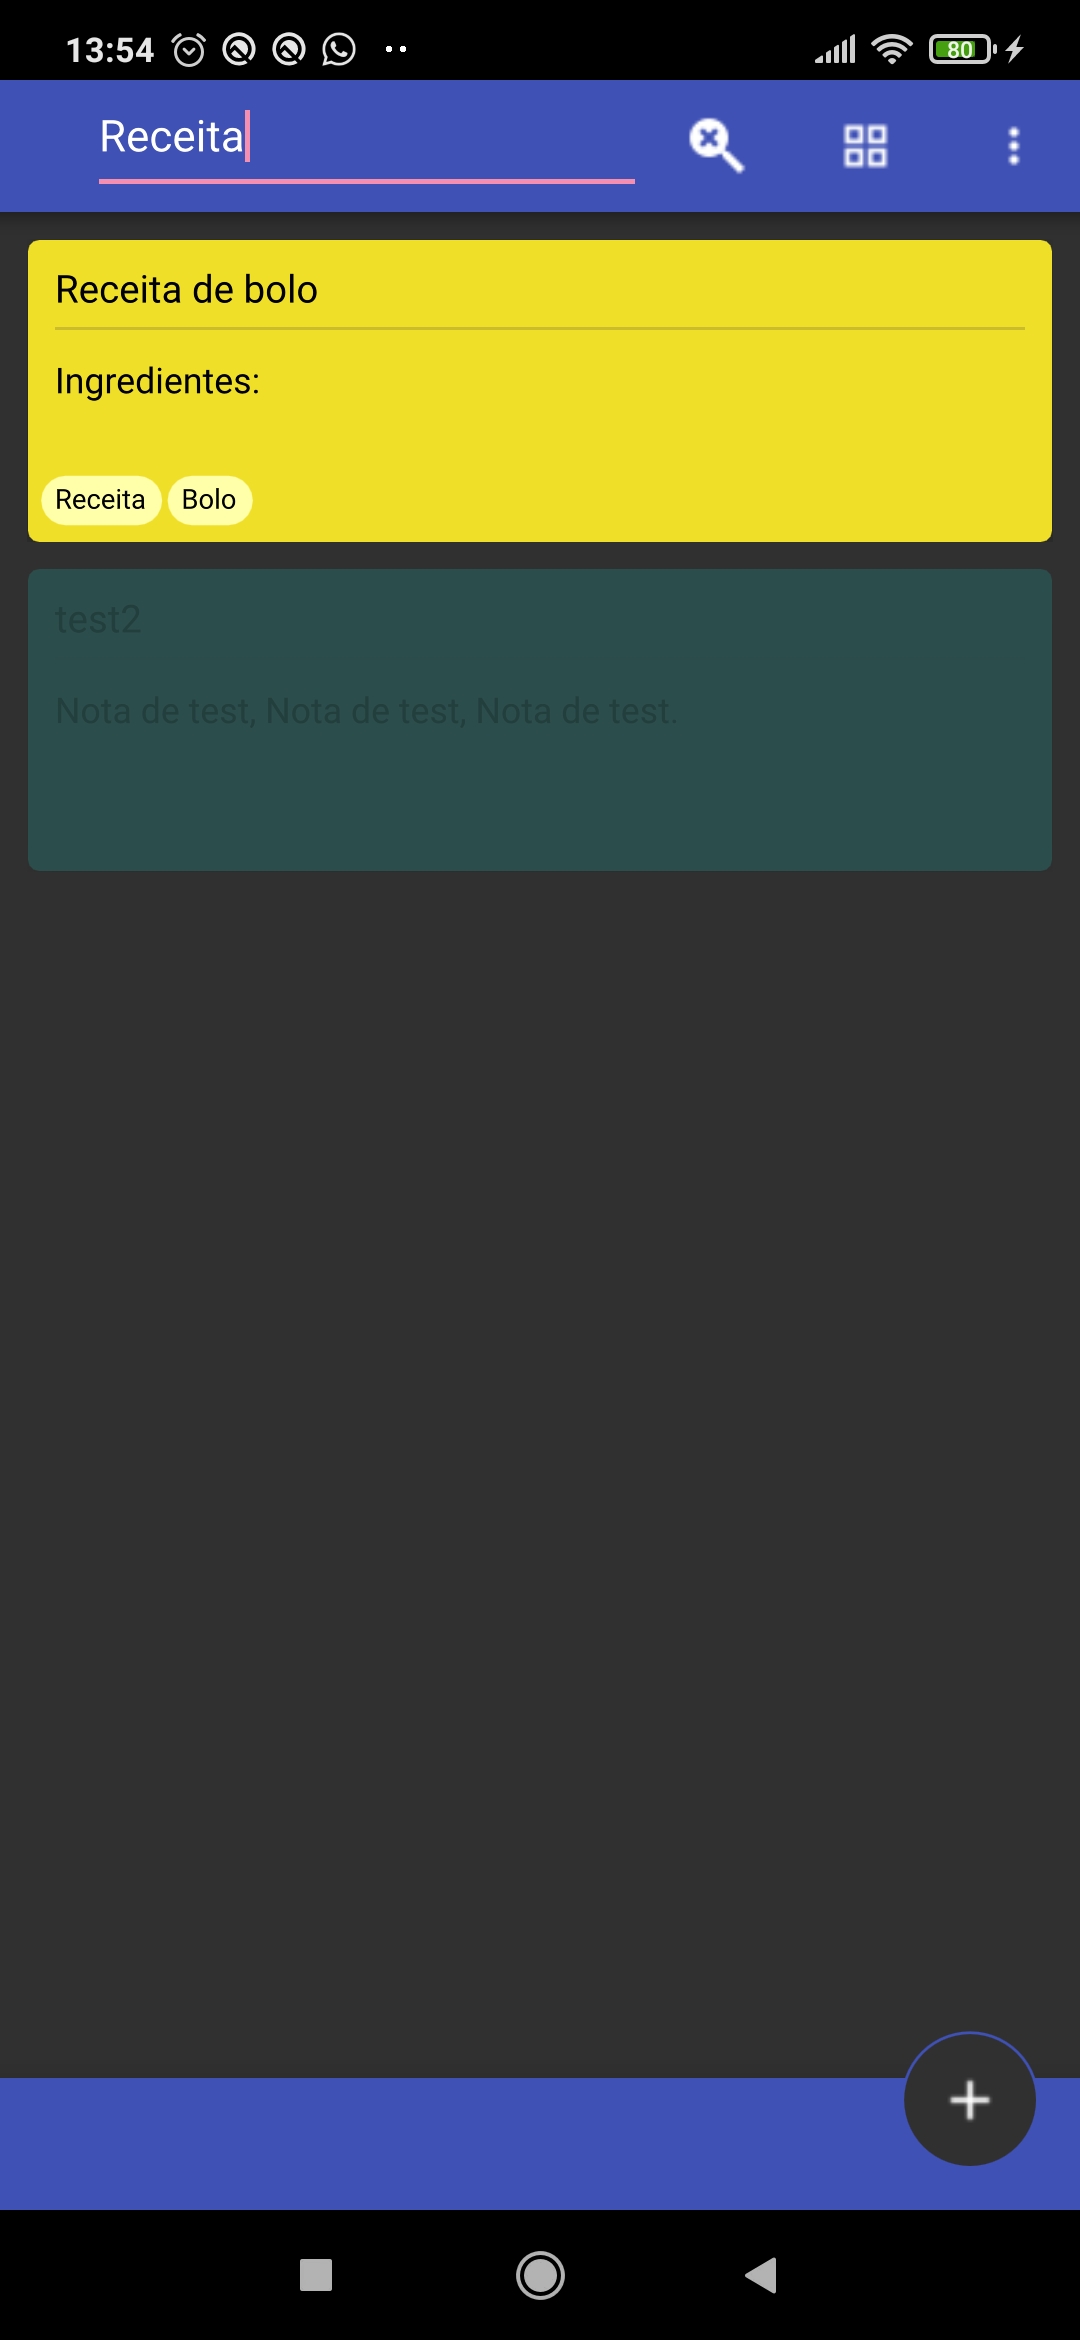 13:54
80
Receita
Receita de bolo
Ingredientes:
Receita Bolo
test2
Nota de test, Nota de test, Nota de test.